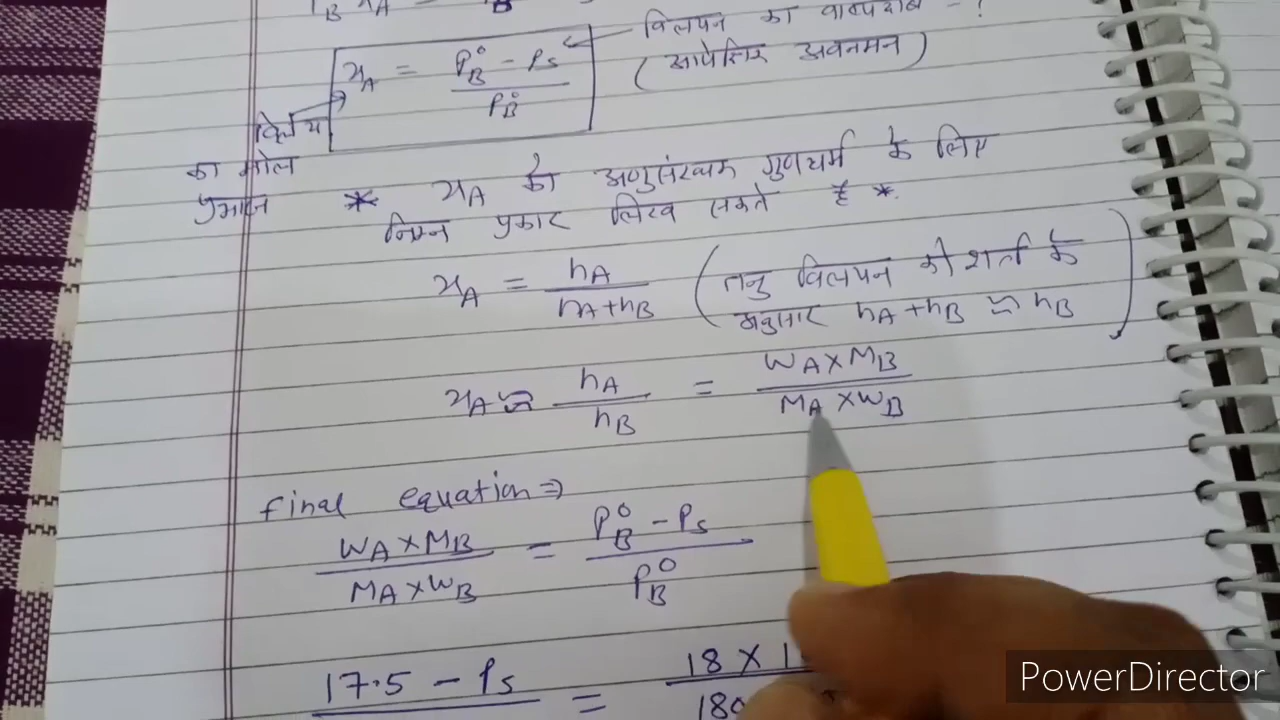 विलयन का वाष्पदाब - ?
(आपेक्षिक अवनमन)
xA = (P°B - Ps) / P°B
का मोल
xA को अणुसंख्यक गुणधर्म के लिए
निम्न प्रकार लिख सकते है *.
xA = nA / (nA+nB) (तनु विलयन की शर्त के
अनुसार nA+nB ≈ nB)
xA ≈ nA / nB = WA×MB / MA×WB
final equation ⇒
WA×MB / MA×WB = (P°B - Ps) / P°B
17.5 - Ps = 18 X 1
180
PowerDirector